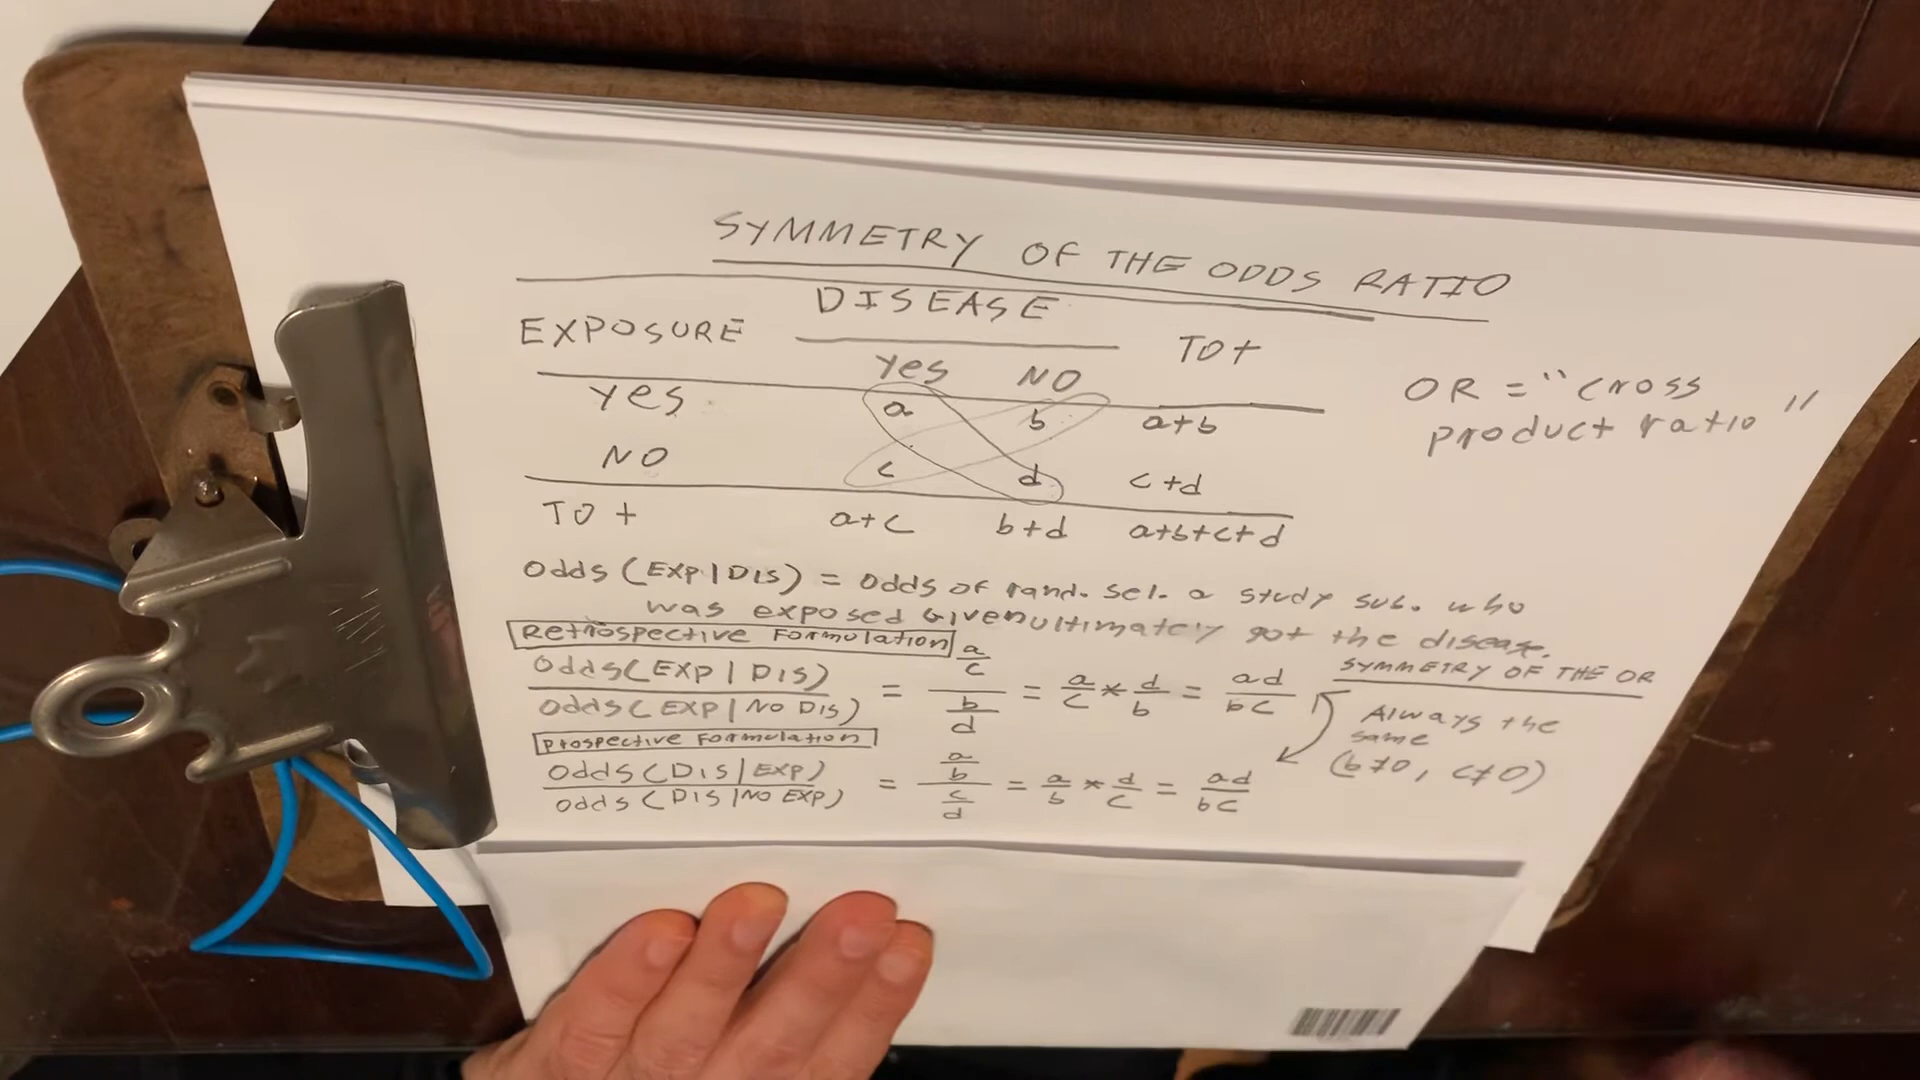 SYMMETRY OF THE ODDS RATIO
DISEASE
EXPOSURE TOT
Yes NO
Yes a b a+b
NO c d c+d
TOT a+c b+d a+b+c+d
OR = "cross
product ratio"
Odds (EXP|DIS) = Odds of rand. sel. a study sub. who
was exposed Given ultimately got the disease.
Retrospective Formulation
Odds(EXP|DIS) / Odds(EXP|NO DIS) = a/c / b/d = a/c * d/b = ad/bc
SYMMETRY OF THE OR
Always the
same
(b≠0, c≠0)
Prospective Formulation
Odds(DIS|EXP) / Odds(DIS|NO EXP) = a/b / c/d = a/b * d/c = ad/bc